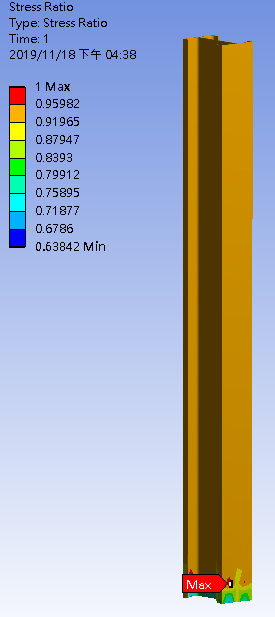 Stress Ratio
Type: Stress Ratio
Time: 1
2019/11/18 下午 04:38
1 Max
0.95982
0.91965
0.87947
0.8393
0.79912
0.75895
0.71877
0.6786
0.63842 Min
Max